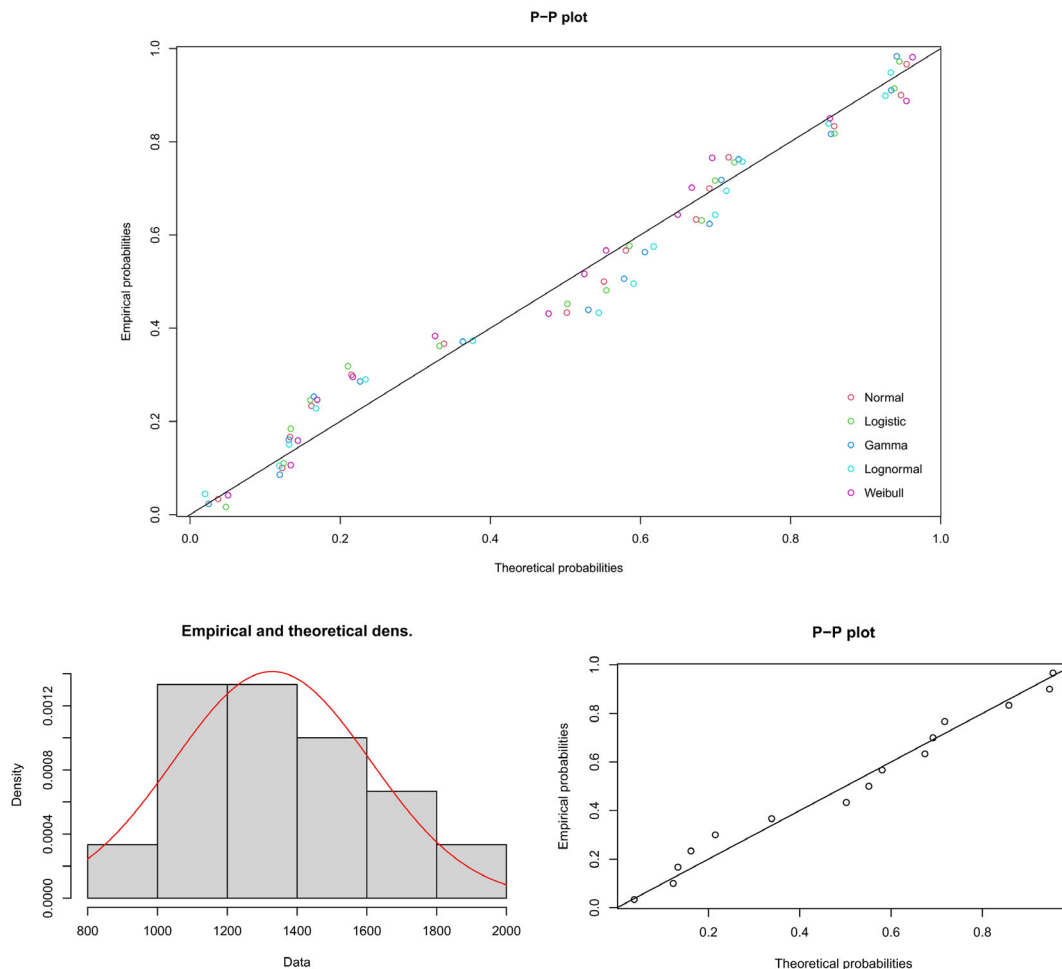 P−P plot
Empirical probabilities
1.0
0.8
0.6
0.4
0.2
0.0
Normal
Logistic
Gamma
Lognormal
Weibull
0.0 0.2 0.4 0.6 0.8 1.0
Theoretical probabilities
Empirical and theoretical dens.
Density
0.0012
0.0008
0.0004
0.0000
800 1000 1200 1400 1600 1800 2000
Data
P−P plot
Empirical probabilities
1.0
0.8
0.6
0.4
0.2
0.0
0.2 0.4 0.6 0.8
Theoretical probabilities